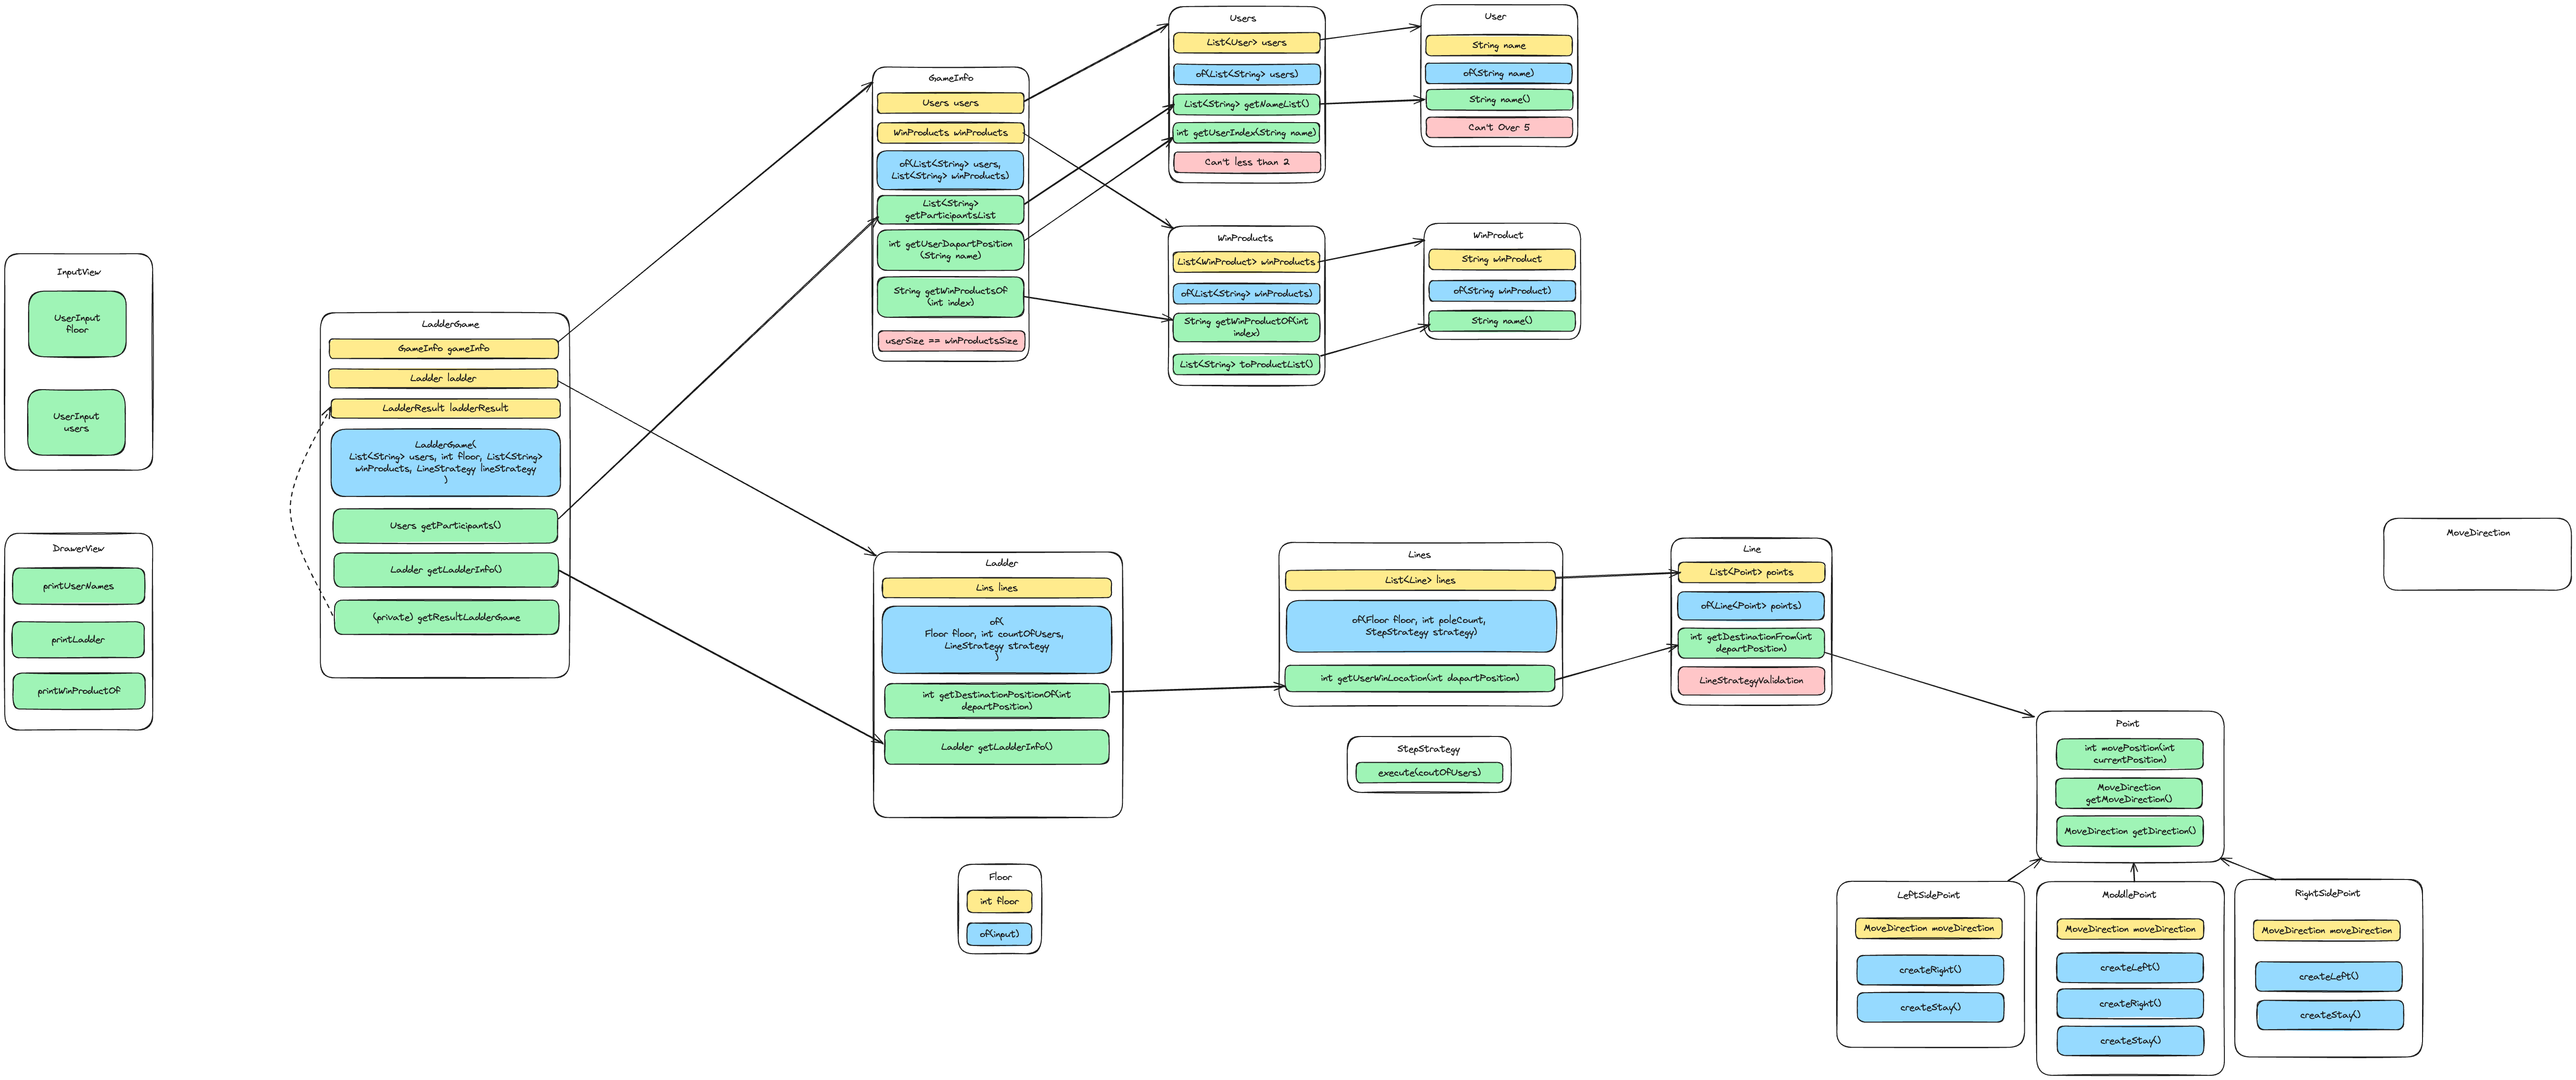 InputView
UserInput
floor
UserInput
users
DrawerView
printUserNames
printLadder
printWinProductOf
LadderGame
GameInfo gameInfo
Ladder ladder
LadderResult ladderResult
LadderGame(
List<String> users, int floor, List<String>
winProducts, LineStrategy lineStrategy
)
Users getParticipants()
Ladder getLadderInfo()
(private) getResultLadderGame
GameInfo
Users users
WinProducts winProducts
of(List<String> users,
List<String> winProducts)
List<String>
getParticipantsList
int getUserDapartPosition
(String name)
String getWinProductsOf
(int index)
userSize == winProductsSize
Users
List<User> users
of(List<String> users)
List<String> getNameList()
int getUserIndex(String name)
Can't less than 2
User
String name
of(String name)
String name()
Can't Over 5
WinProducts
List<WinProduct> winProducts
of(List<String> winProducts)
String getWinProductOf(int
index)
List<String> toProductList()
WinProduct
String winProduct
of(String winProduct)
String name()
Ladder
Lins lines
of(
Floor floor, int countOfUsers,
LineStrategy strategy
)
int getDestinationPositionOf(int
departPosition)
Ladder getLadderInfo()
Floor
int floor
of(input)
Lines
List<Line> lines
of(Floor floor, int poleCount,
StepStrategy strategy)
int getUserWinLocation(int dapartPosition)
StepStrategy
execute(coutOfUsers)
Line
List<Point> points
of(Line<Point> points)
int getDestinationFrom(int
departPosition)
LineStrategyValidation
MoveDirection
Point
int movePosition(int
currentPosition)
MoveDirection
getMoveDirection()
MoveDirection getDirection()
LeftSidePoint
MoveDirection moveDirection
createRight()
createStay()
ModdlePoint
MoveDirection moveDirection
createLeft()
createRight()
createStay()
RightSidePoint
MoveDirection moveDirection
createLeft()
createStay()